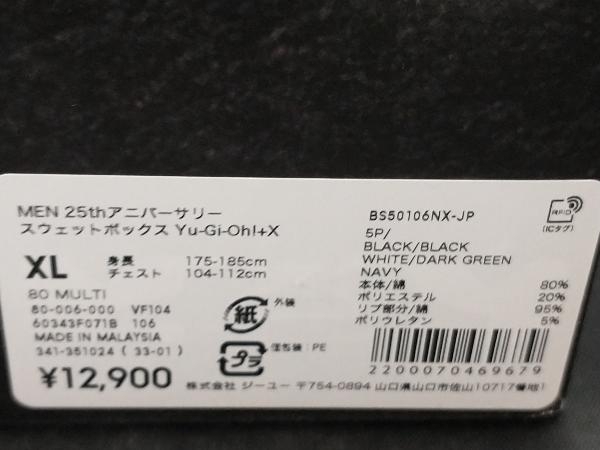 MEN 25thアニバーサリー
スウェットボックス Yu-Gi-Oh!+X
XL 身長 175-185cm
チェスト 104-112cm
80 MULTI
80-006-000 VF104
60343F071B 106
MADE IN MALAYSIA
341-351024 ( 33-01 )
¥12,900
紙 外装
プラ 個包装:PE
BS50106NX-JP
5P/
BLACK/BLACK
WHITE/DARK GREEN
NAVY
本体/綿 80%
ポリエステル 20%
リブ部分/綿 95%
ポリウレタン 5%
RFID
(ICタグ)
2200070469679
株式会社 ジーユー 〒754-0894 山口県山口市佐山10717番地1